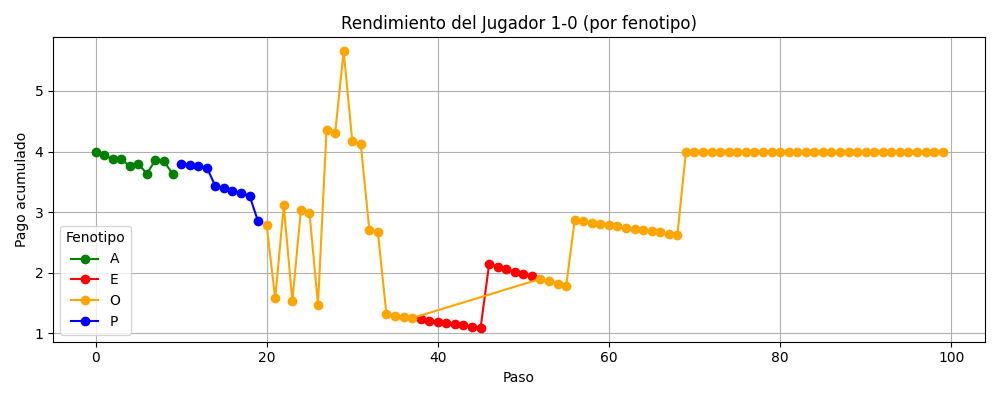 Rendimiento del Jugador 1-0 (por fenotipo)
Pago acumulado
5
4
3
2
1
Fenotipo
A
E
O
P
0
20
40
60
80
100
Paso